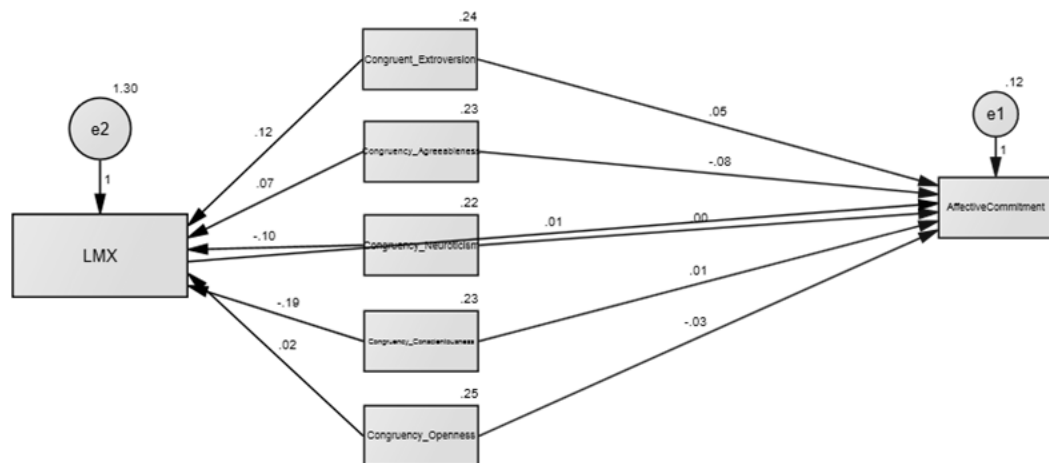 .24
Congruent_Extroversion
1.30
e2
1
.12
e1
1
.23
.12
.05
Congruency_Agreeableness
.07
-.08
AffectiveCommitment
.22
LMX
-.10
Congruency_Neuroticism
.01
.00
.23
-.19
.01
Congruency_Conscientiousness
.02
-.03
.25
Congruency_Openness